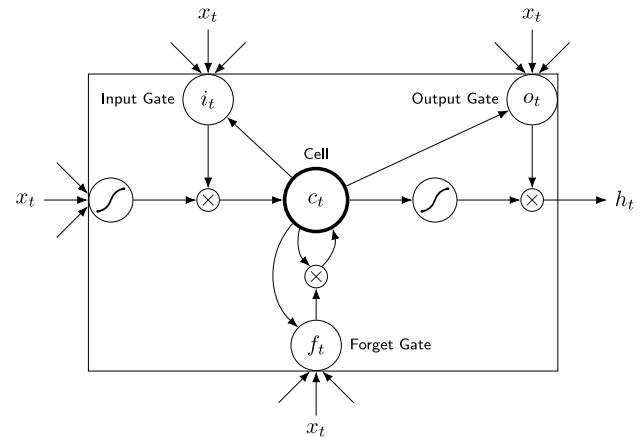 x_t x_t
Input Gate i_t Output Gate o_t
Cell
x_t × c_t × h_t
×
f_t Forget Gate
x_t